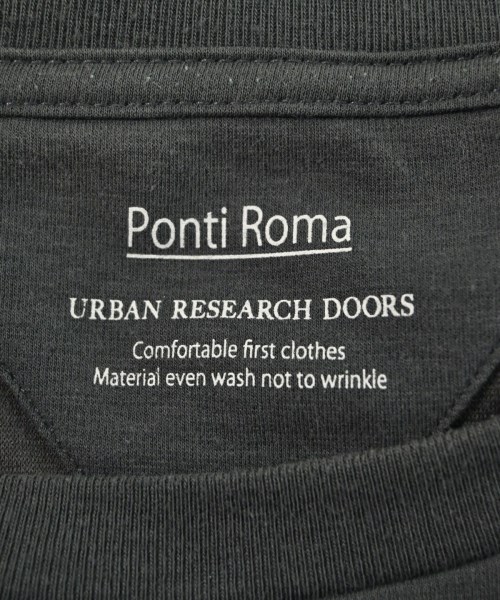 Ponti Roma
URBAN RESEARCH DOORS
Comfortable first clothes
Material even wash not to wrinkle